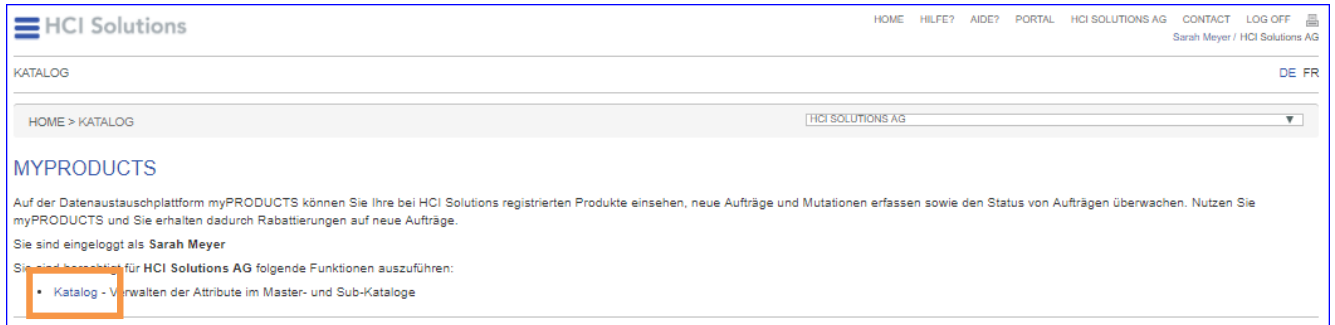 HCI Solutions
HOME HILFE? AIDE? PORTAL HCI SOLUTIONS AG CONTACT LOG OFF
Sarah Meyer / HCI Solutions AG
KATALOG DE FR
HOME > KATALOG HCI SOLUTIONS AG
MYPRODUCTS
Auf der Datenaustauschplattform myPRODUCTS können Sie Ihre bei HCI Solutions registrierten Produkte einsehen, neue Aufträge und Mutationen erfassen sowie den Status von Aufträgen überwachen. Nutzen Sie
myPRODUCTS und Sie erhalten dadurch Rabattierungen auf neue Aufträge.
Sie sind eingeloggt als Sarah Meyer
Sie sind berechtigt für HCI Solutions AG folgende Funktionen auszuführen:
• Katalog - Verwalten der Attribute im Master- und Sub-Kataloge